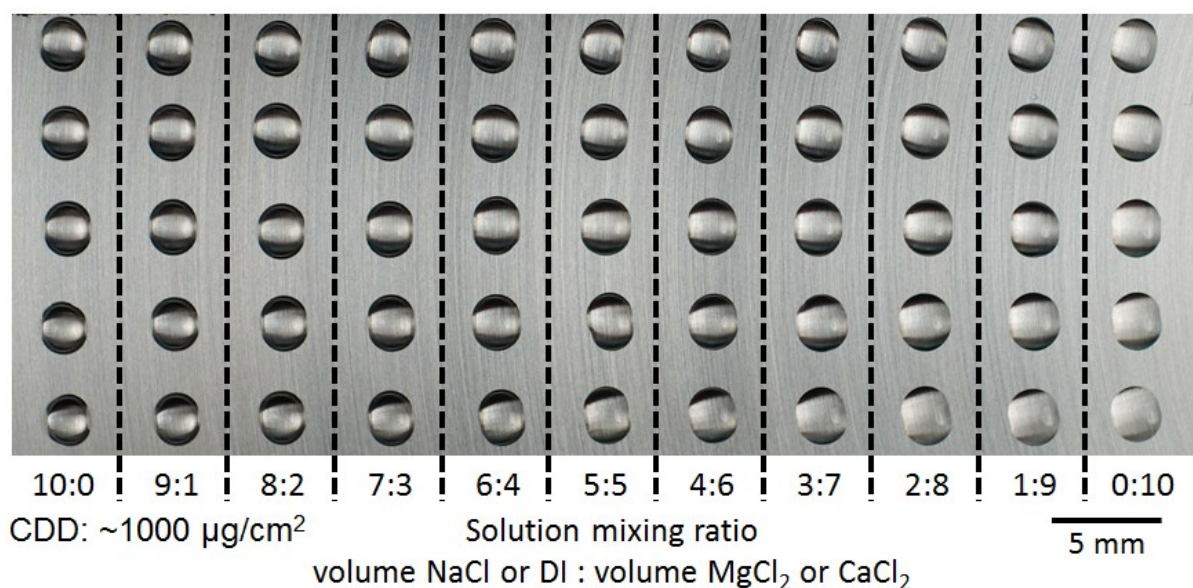 10:0 9:1 8:2 7:3 6:4 5:5 4:6 3:7 2:8 1:9 0:10
CDD: ~1000 µg/cm² Solution mixing ratio 5 mm
volume NaCl or DI : volume MgCl₂ or CaCl₂